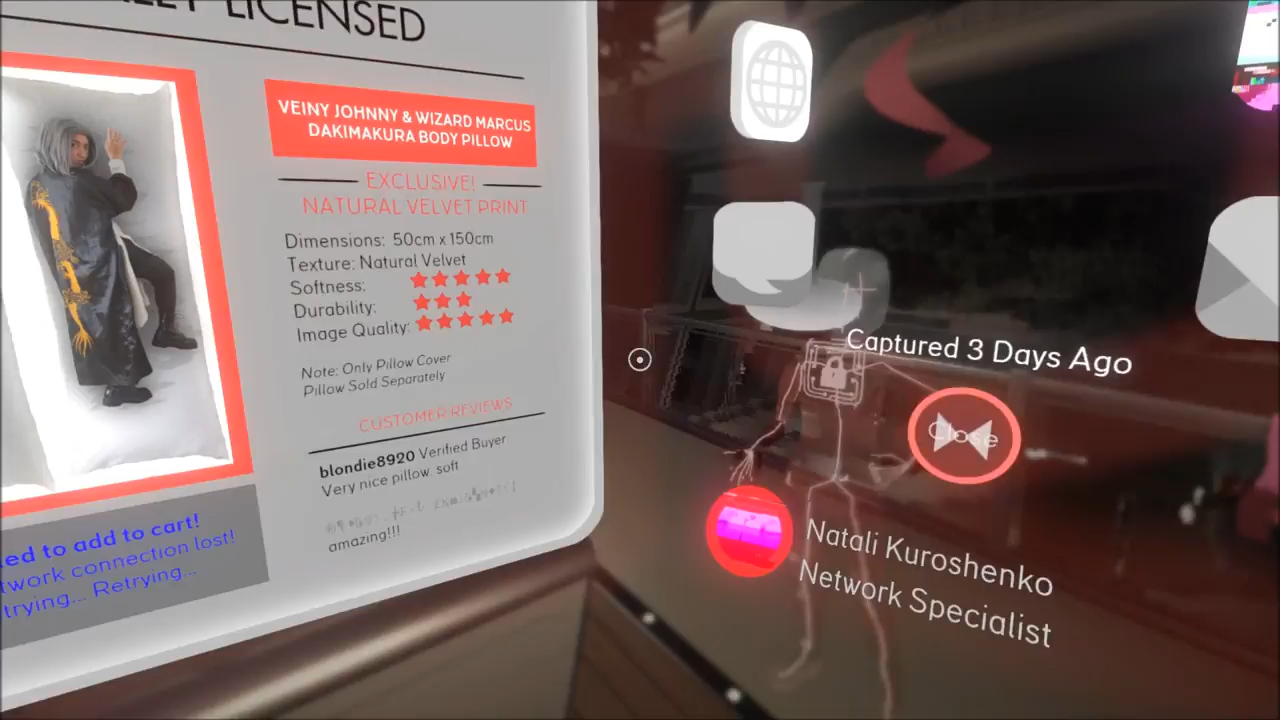 LICENSED
VEINY JOHNNY & WIZARD MARCUS
DAKIMAKURA BODY PILLOW
EXCLUSIVE!
NATURAL VELVET PRINT
Dimensions: 50cm x 150cm
Texture: Natural Velvet
Softness:
Durability:
Image Quality:
Note: Only Pillow Cover
Pillow Sold Separately
CUSTOMER REVIEWS
blondie8920 Verified Buyer
Very nice pillow. soft
amazing!!!
ed to add to cart!
twork connection lost!
trying... Retrying...
Captured 3 Days Ago
Close
Natali Kuroshenko
Network Specialist